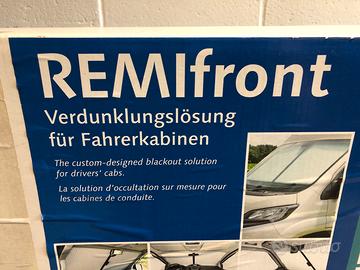 REMIfront
Verdunklungslösung
für Fahrerkabinen
The custom-designed blackout solution
for drivers' cabs.
La solution d'occultation sur mesure pour
les cabines de conduite.
subito